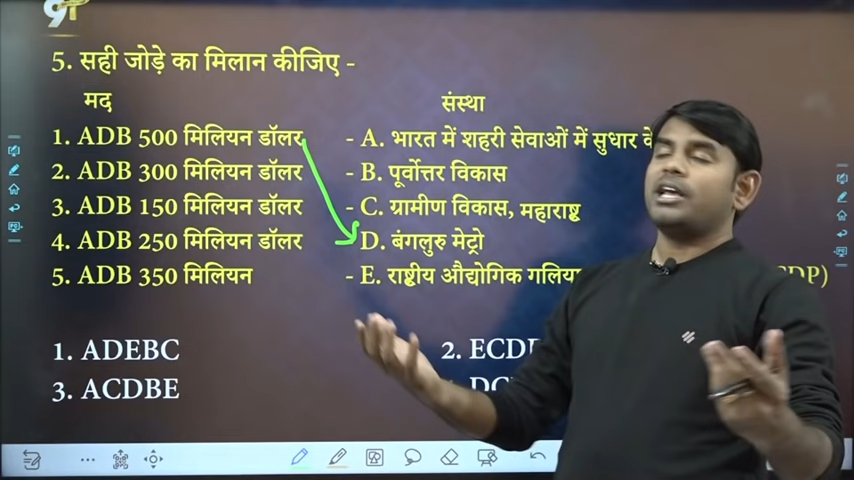 5. सही जोड़े का मिलान कीजिए -
मद संस्था
1. ADB 500 मिलियन डॉलर - A. भारत में शहरी सेवाओं में सुधार के
2. ADB 300 मिलियन डॉलर - B. पूर्वोत्तर विकास
3. ADB 150 मिलियन डॉलर - C. ग्रामीण विकास, महाराष्ट्र
4. ADB 250 मिलियन डॉलर D. बंगलुरु मेट्रो
5. ADB 350 मिलियन - E. राष्ट्रीय औद्योगिक DP)
1. ADEBC 2.
3. ACDBE